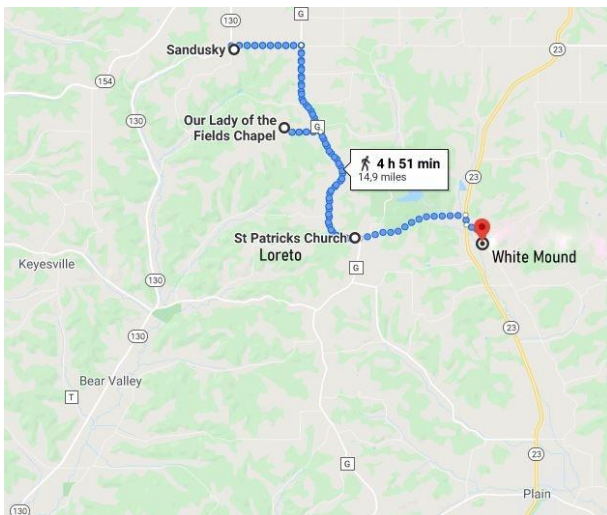 G
130
Sandusky
23
154
130
Our Lady of the
Fields Chapel
G
4 h 51 min
14,9 miles
23
St Patricks Church
Loreto
White Mound
Keyesville
130
G
130
23
Bear Valley
T
G
23
Plain
130